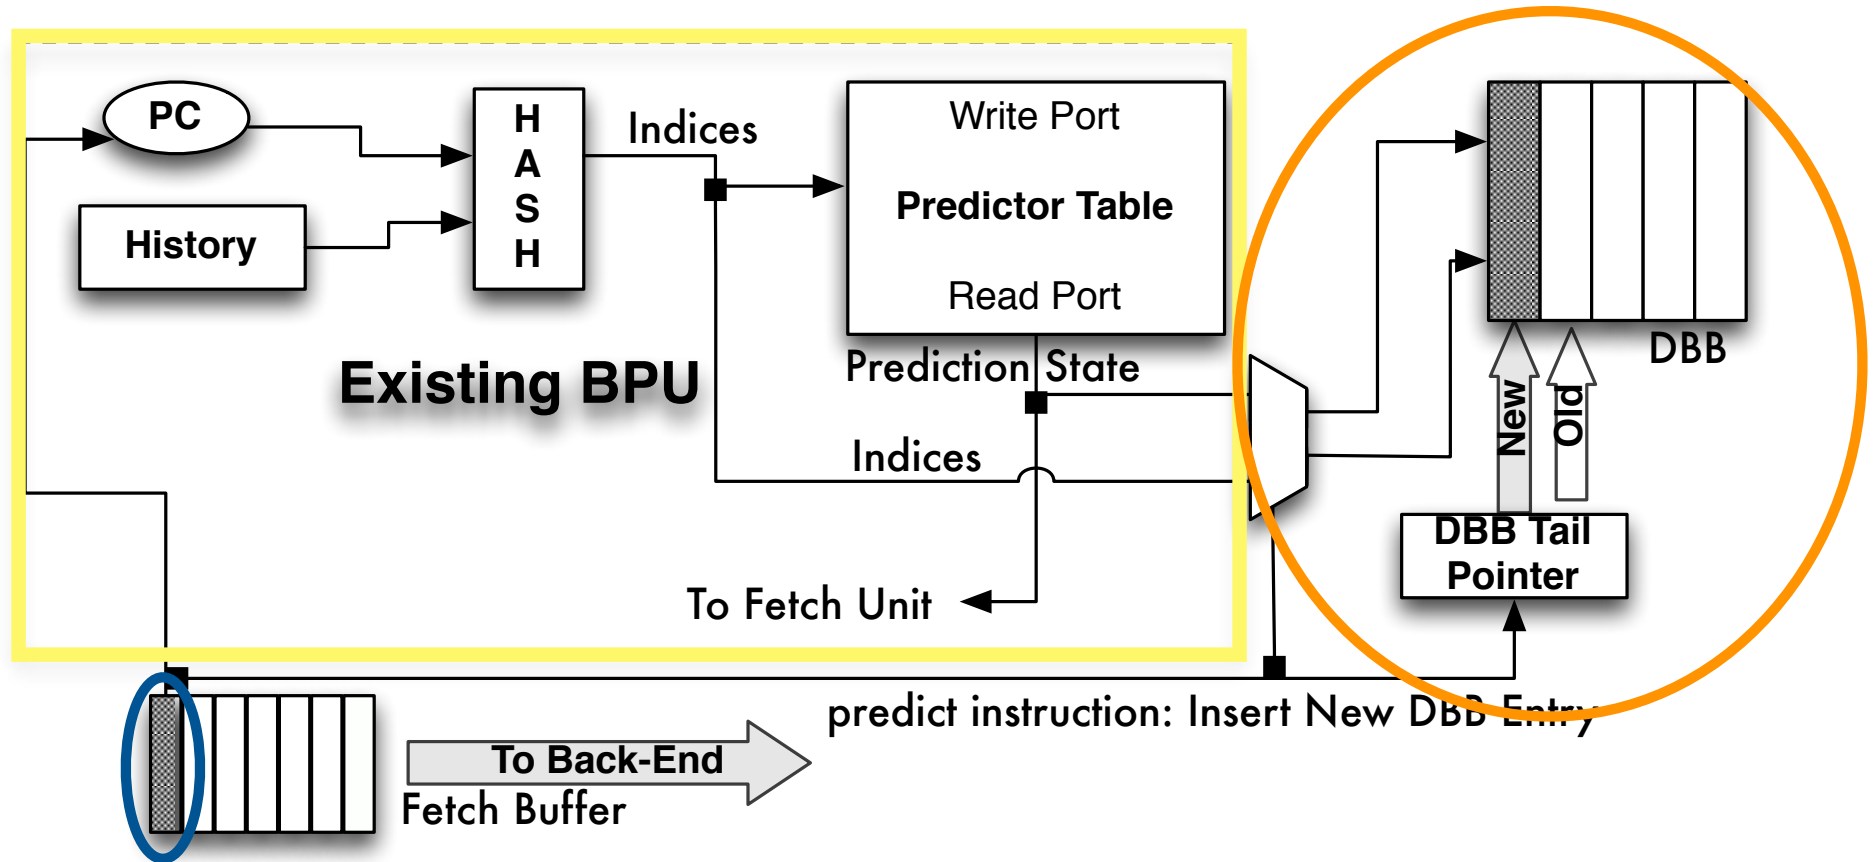 PC
History
H
A
S
H
Indices
Write Port
Predictor Table
Read Port
Existing BPU
Prediction State
Indices
To Fetch Unit
DBB
New
Old
DBB Tail
Pointer
predict instruction: Insert New DBB Entry
To Back-End
Fetch Buffer